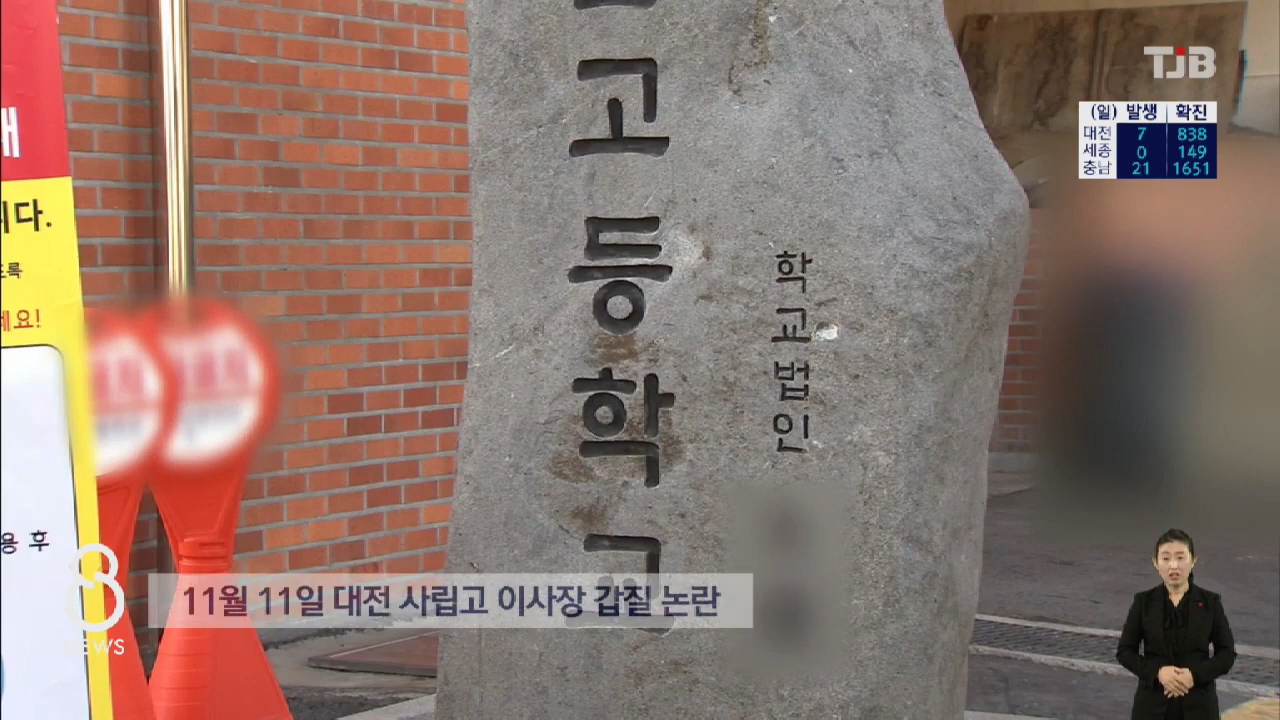 TJB
(일) 발생 확진
대전 7 838
세종 0 149
충남 21 1651
니다.
세요!
용 후
고등학교
학교법인
8
NEWS
11월 11일 대전 사립고 이사장 갑질 논란